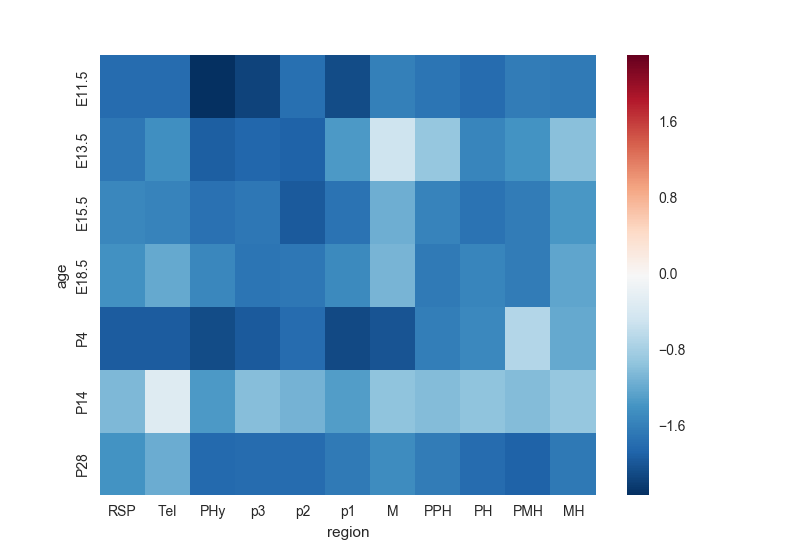 E11.5
E13.5
E15.5
E18.5
P4
P14
P28
age
RSP Tel PHy p3 p2 p1 M PPH PH PMH MH
region
1.6
0.8
0.0
−0.8
−1.6